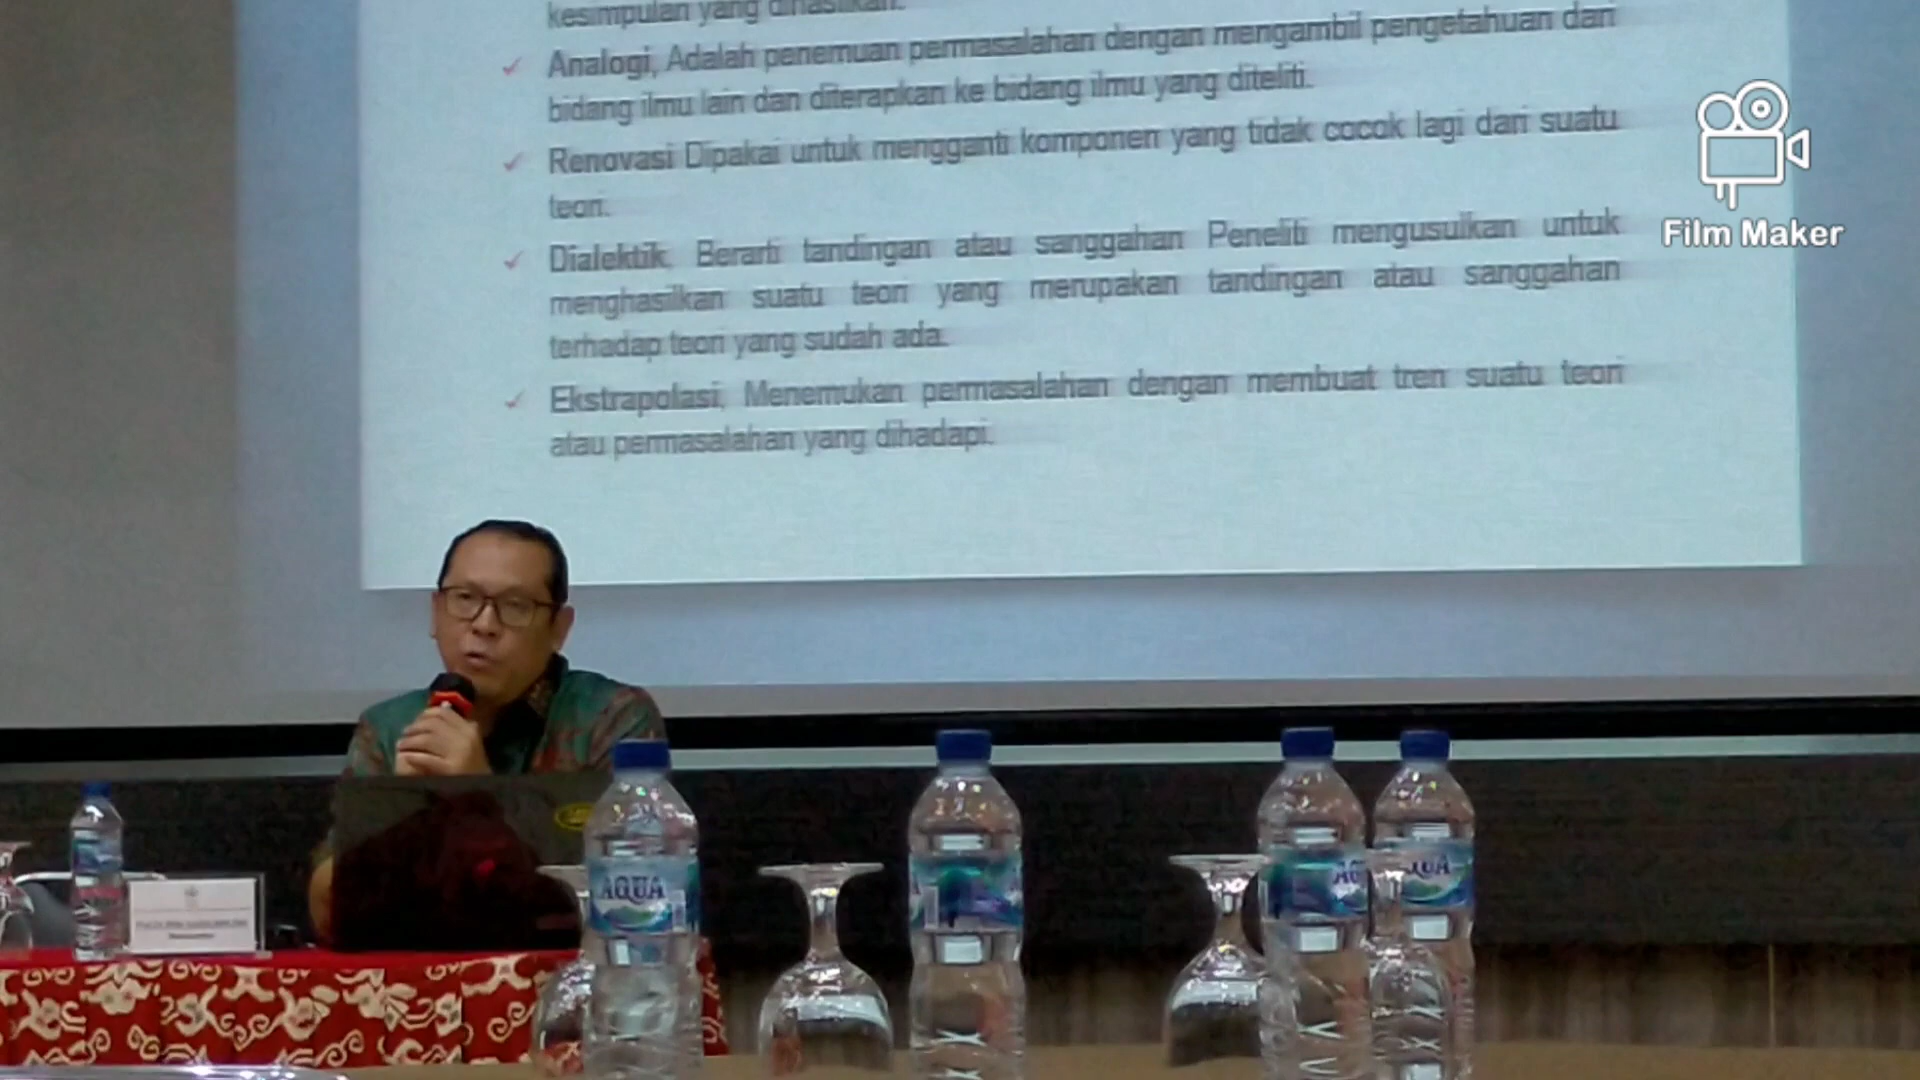 kesimpulan yang dihasilkan.
✓ Analogi, Adalah penemuan permasalahan dengan mengambil pengetahuan dari
bidang ilmu lain dan diterapkan ke bidang ilmu yang diteliti.
✓ Renovasi Dipakai untuk mengganti komponen yang tidak cocok lagi dari suatu
teori.
✓ Dialektik, Berarti tandingan atau sanggahan Peneliti mengusulkan untuk
menghasilkan suatu teori yang merupakan tandingan atau sanggahan
terhadap teori yang sudah ada.
✓ Ekstrapolasi, Menemukan permasalahan dengan membuat tren suatu teori
atau permasalahan yang dihadapi.
Film Maker
AQUA